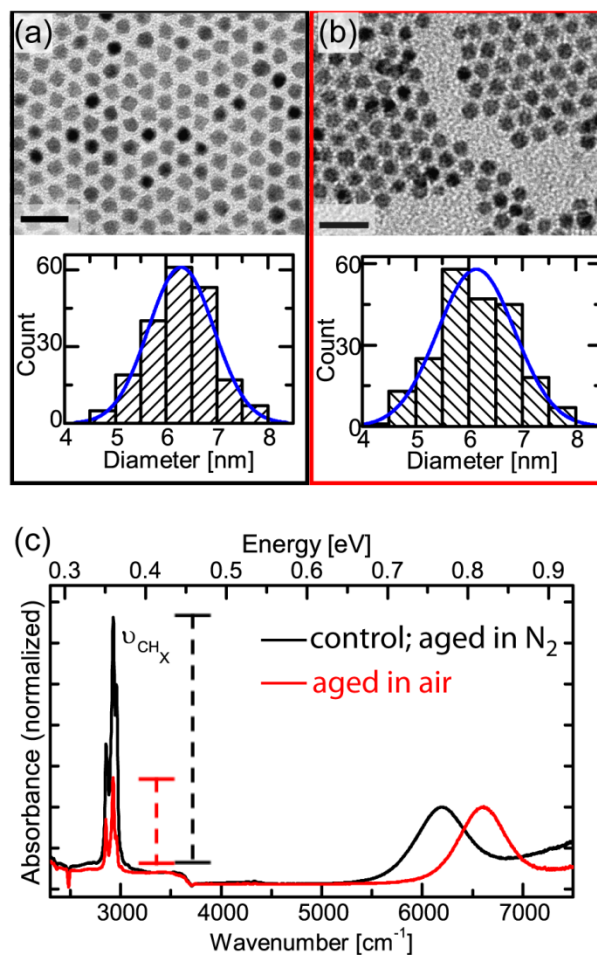 (a)
(b)
60
30
0
Count
4 5 6 7 8
Diameter [nm]
60
30
0
Count
4 5 6 7 8
Diameter [nm]
(c)
Energy [eV]
0.3 0.4 0.5 0.6 0.7 0.8 0.9
Absorbance (normalized)
υCHX
control; aged in N2
aged in air
3000 4000 5000 6000 7000
Wavenumber [cm-1]